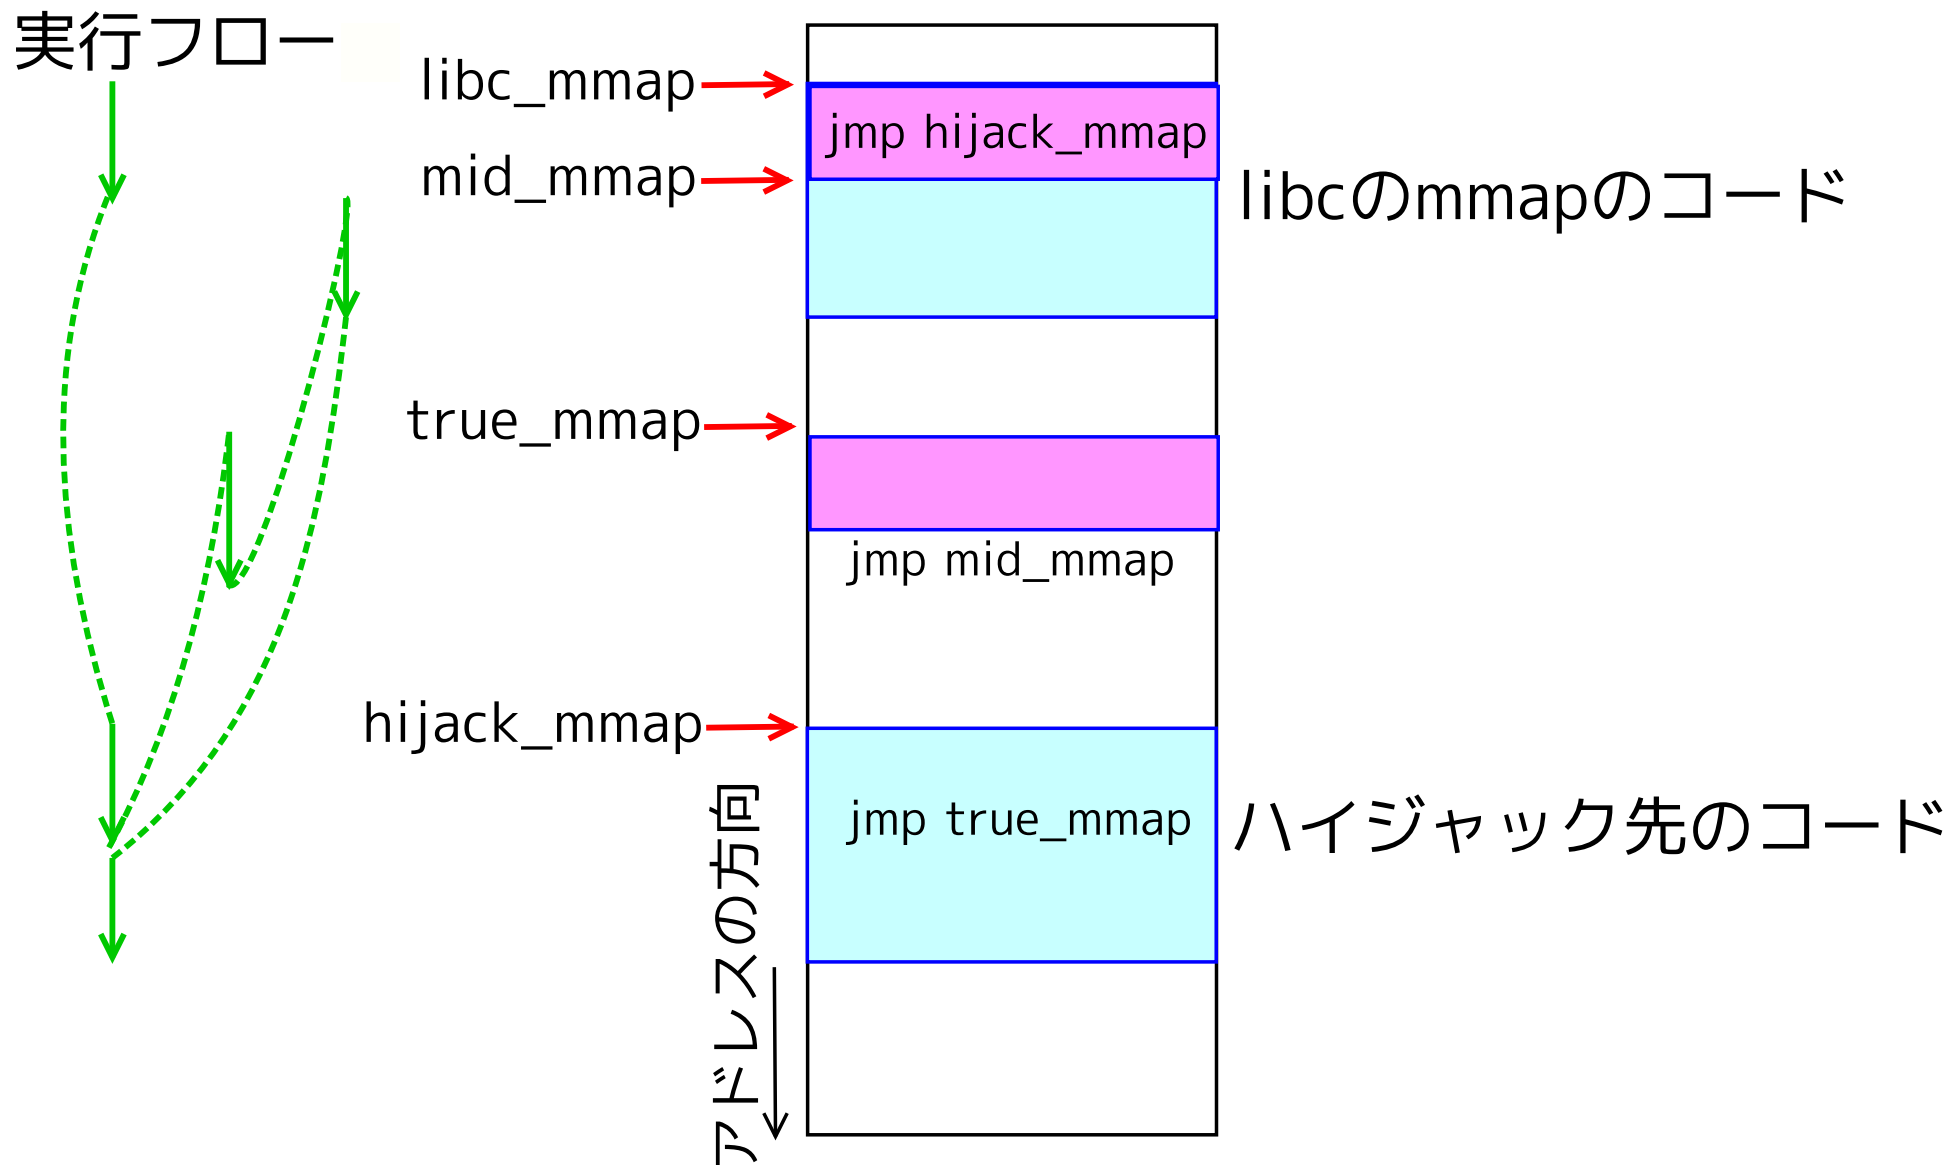 実行フロー
libc_mmap
jmp hijack_mmap
mid_mmap
libcのmmapのコード
true_mmap
jmp mid_mmap
hijack_mmap
jmp true_mmap
ハイジャック先のコード
アドレスの方向